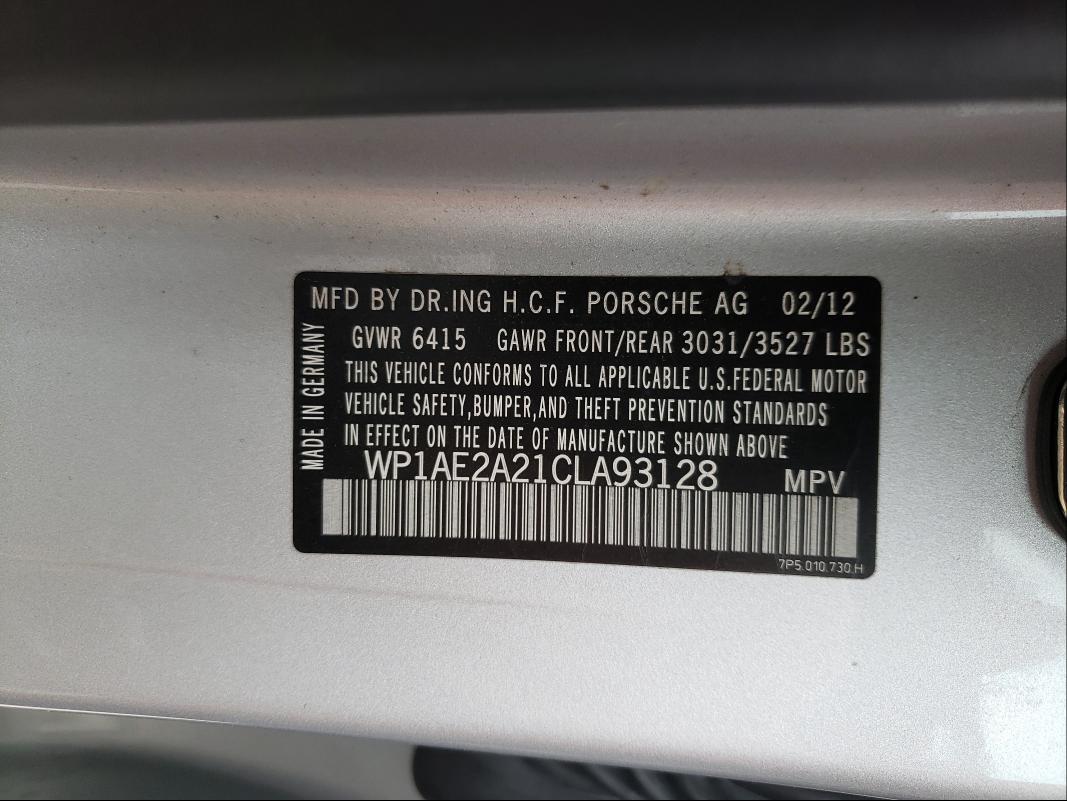 MFD BY DR.ING H.C.F. PORSCHE AG 02/12
GVWR 6415 GAWR FRONT/REAR 3031/3527 LBS
THIS VEHICLE CONFORMS TO ALL APPLICABLE U.S.FEDERAL MOTOR
VEHICLE SAFETY,BUMPER,AND THEFT PREVENTION STANDARDS
IN EFFECT ON THE DATE OF MANUFACTURE SHOWN ABOVE
MADE IN GERMANY
WP1AE2A21CLA93128 MPV
7P5.010.730.H